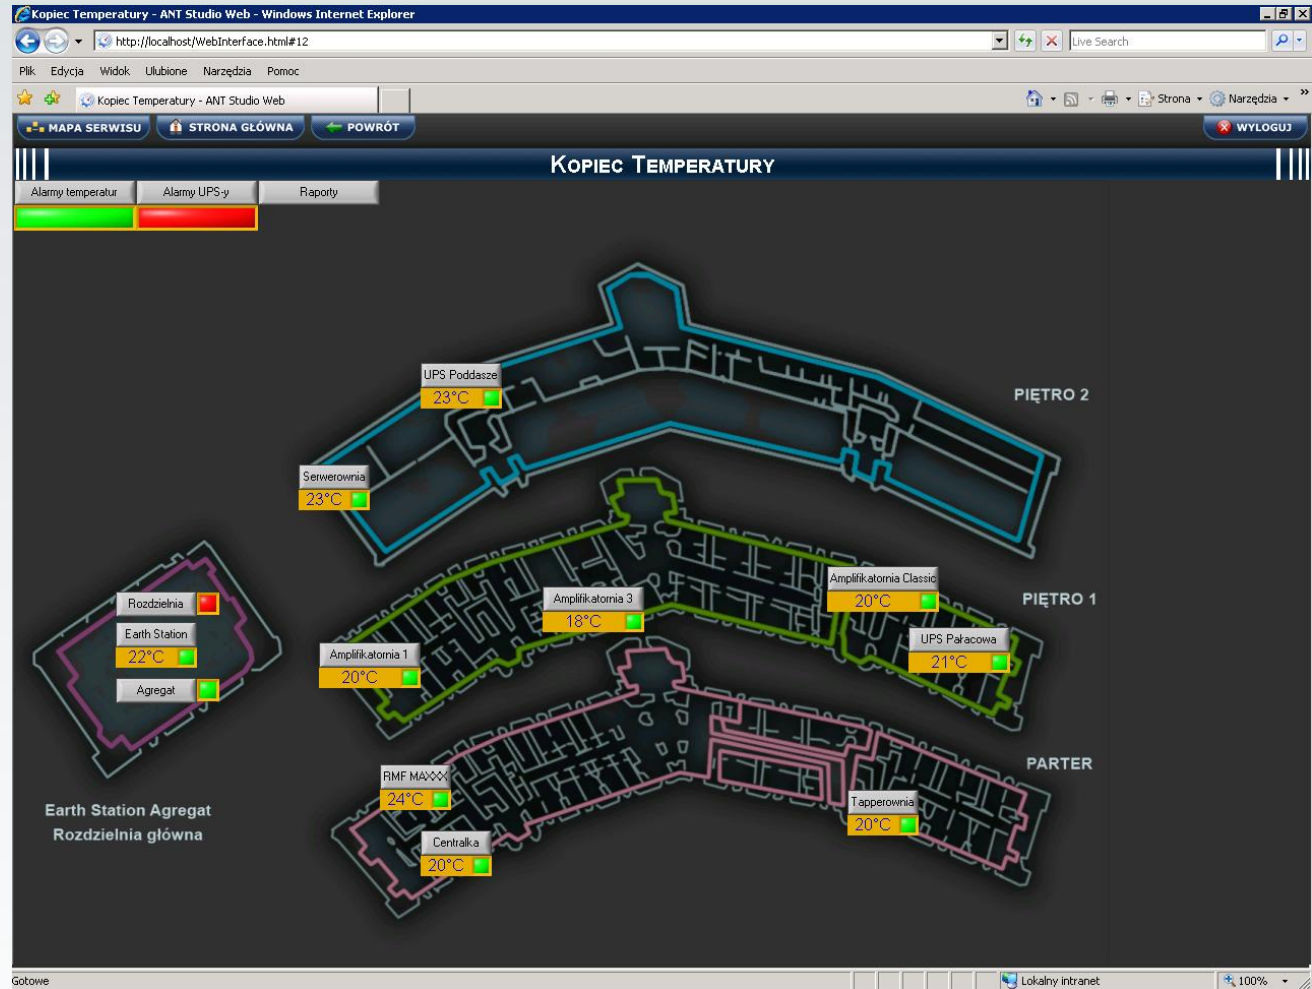 Kopiec Temperatury - ANT Studio Web - Windows Internet Explorer
http://localhost/WebInterface.html#12
Live Search
Plik Edycja Widok Ulubione Narzędzia Pomoc
Kopiec Temperatury - ANT Studio Web
Strona
Narzędzia
»
MAPA SERWISU
STRONA GŁÓWNA
POWRÓT
WYLOGUJ
KOPIEC TEMPERATURY
Alarmy temperatur
Alarmy UPS-y
Raporty
UPS Poddasze
23°C
PIĘTRO 2
Serwerownia
23°C
Amplifikatornia Classic
20°C
Amplifikatornia 3
18°C
PIĘTRO 1
Rozdzielnia
Earth Station
22°C
Agregat
UPS Pałacowa
21°C
Amplifikatornia 1
20°C
PARTER
RMF MAXXX
24°C
Tapperownia
20°C
Centralka
20°C
Earth Station Agregat
Rozdzielnia główna
Gotowe
Lokalny intranet
100%